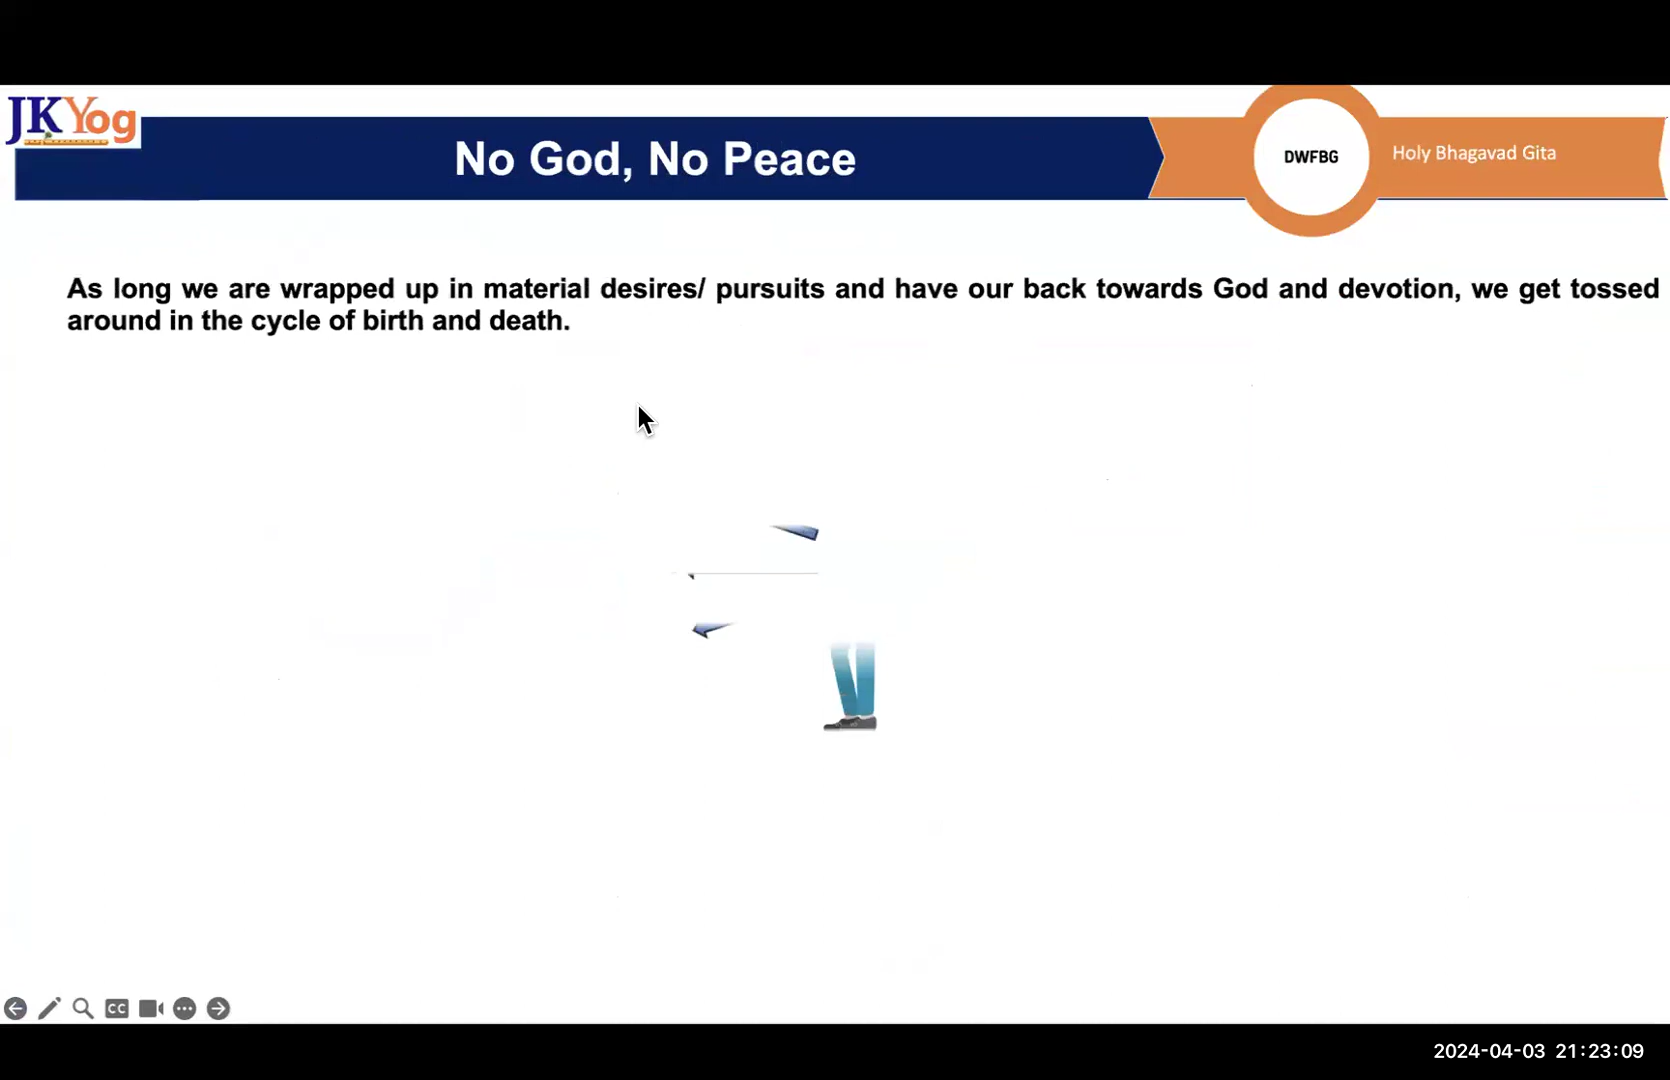 JKYog
No God, No Peace
DWFBG
Holy Bhagavad Gita
As long we are wrapped up in material desires/ pursuits and have our back towards God and devotion, we get tossed
around in the cycle of birth and death.
CC
2024-04-03 21:23:09